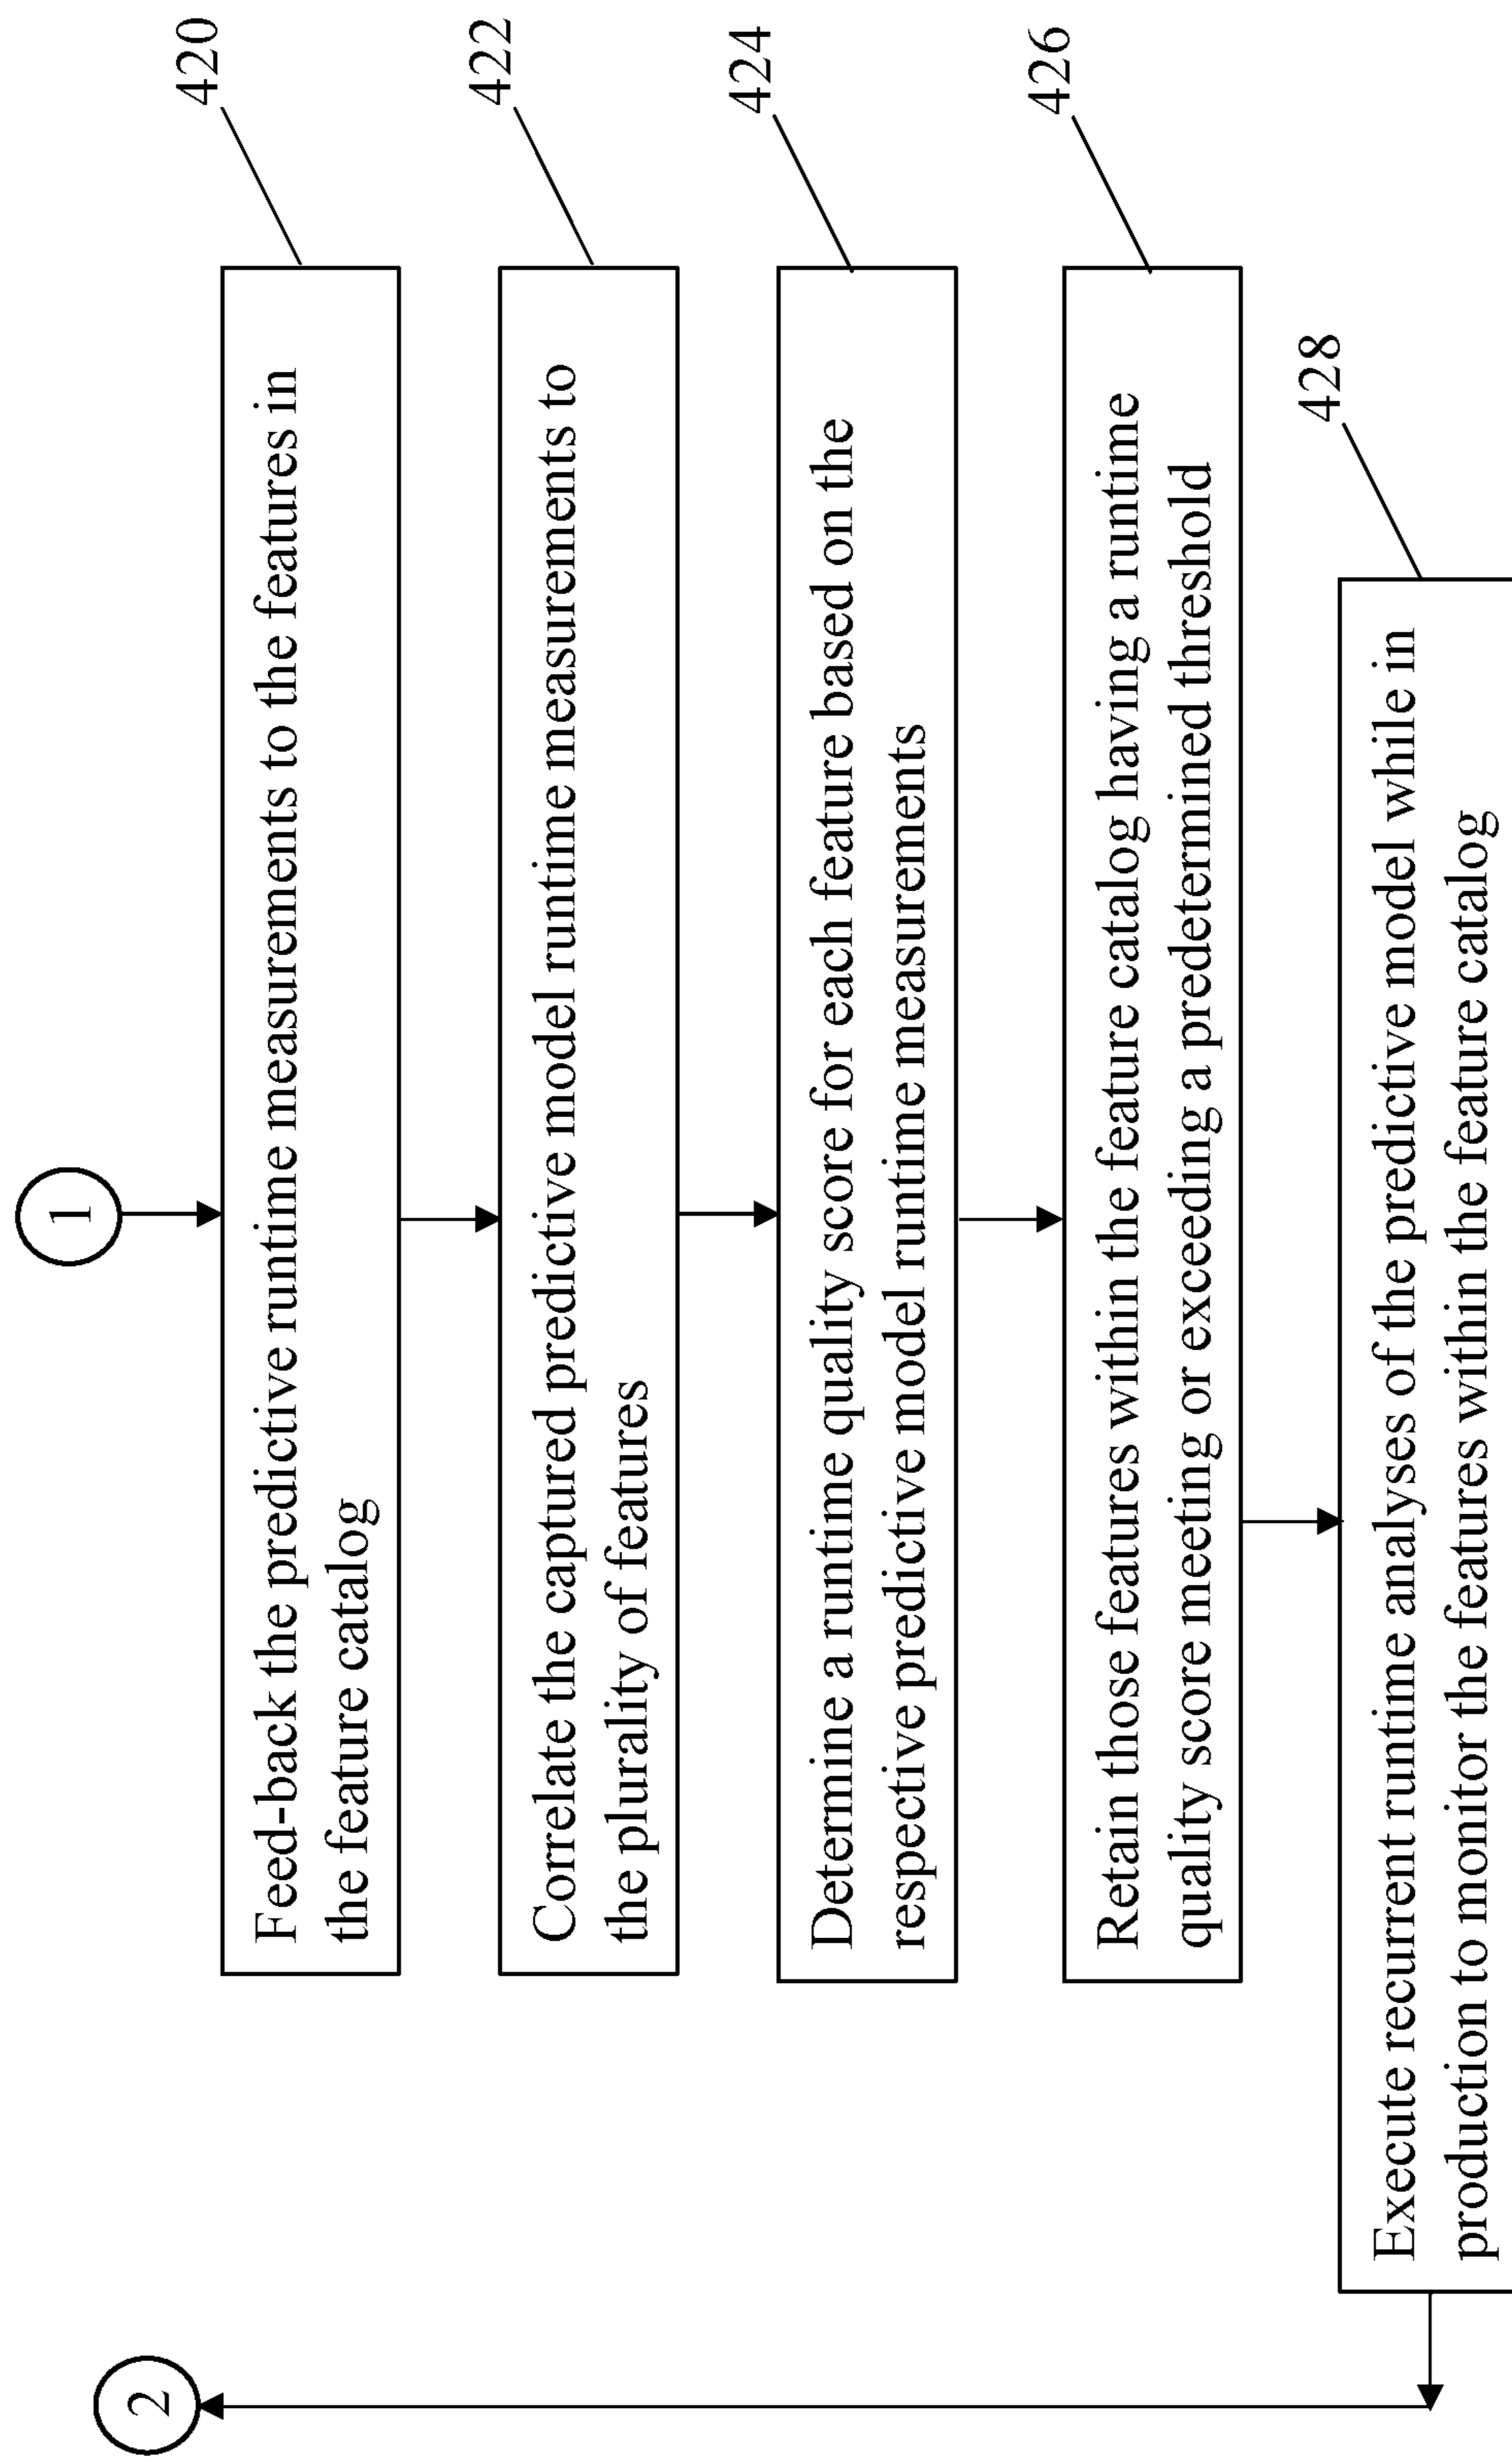 1
420
Feed-back the predictive runtime measurements to the features in
the feature catalog
422
Correlate the captured predictive model runtime measurements to
the plurality of features
424
Determine a runtime quality score for each feature based on the
respective predictive model runtime measurements
426
Retain those features within the feature catalog having a runtime
quality score meeting or exceeding a predetermined threshold
428
Execute recurrent runtime analyses of the predictive model while in
production to monitor the features within the feature catalog
2